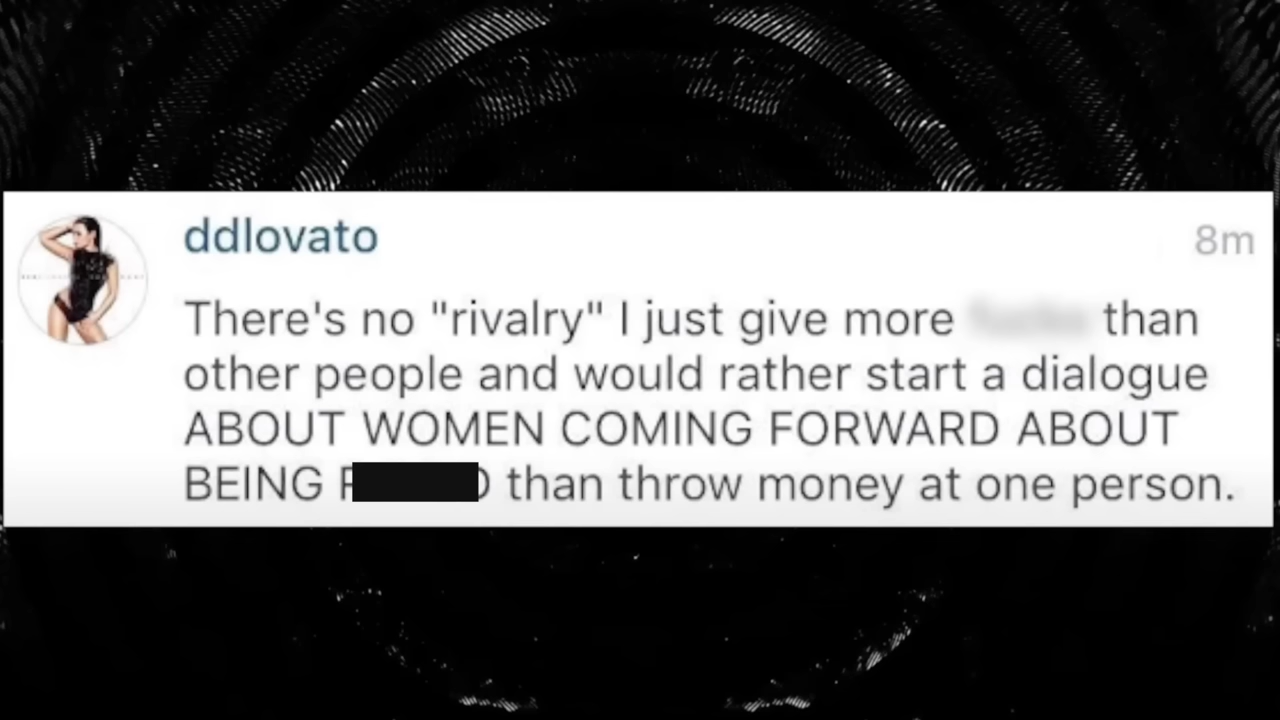 ddlovato
8m
There's no "rivalry" I just give more than
other people and would rather start a dialogue
ABOUT WOMEN COMING FORWARD ABOUT
BEING than throw money at one person.